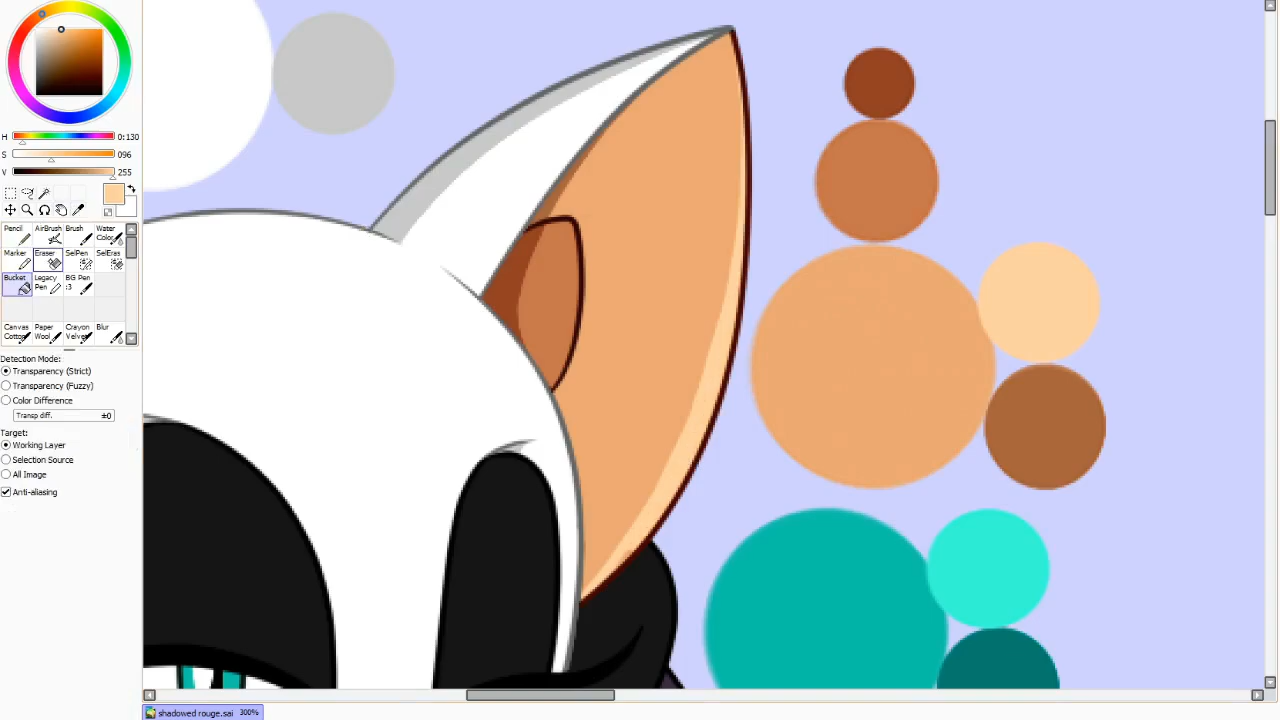 H 0:130
S 096
V 255
Pencil AirBrush Brush Water Color
Marker Eraser SelPen SelEras
Bucket Legacy Pen BG Pen :3
Canvas Cotton Paper Wool Crayon Velvet Blur
Detection Mode:
Transparency (Strict)
Transparency (Fuzzy)
Color Difference
Transp diff. ±0
Target:
Working Layer
Selection Source
All Image
Anti-aliasing
shadowed rouge.sai 300%